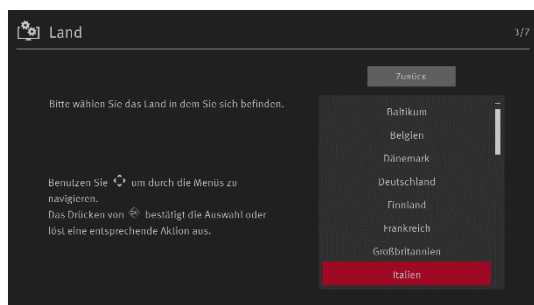 Land
3/7
Zurück
Bitte wählen Sie das Land in dem Sie sich befinden.
Baltikum
Belgien
Dänemark
Deutschland
Finnland
Frankreich
Großbritannien
Italien
Benutzen Sie um durch die Menüs zu
navigieren.
Das Drücken von OK bestätigt die Auswahl oder
löst eine entsprechende Aktion aus.